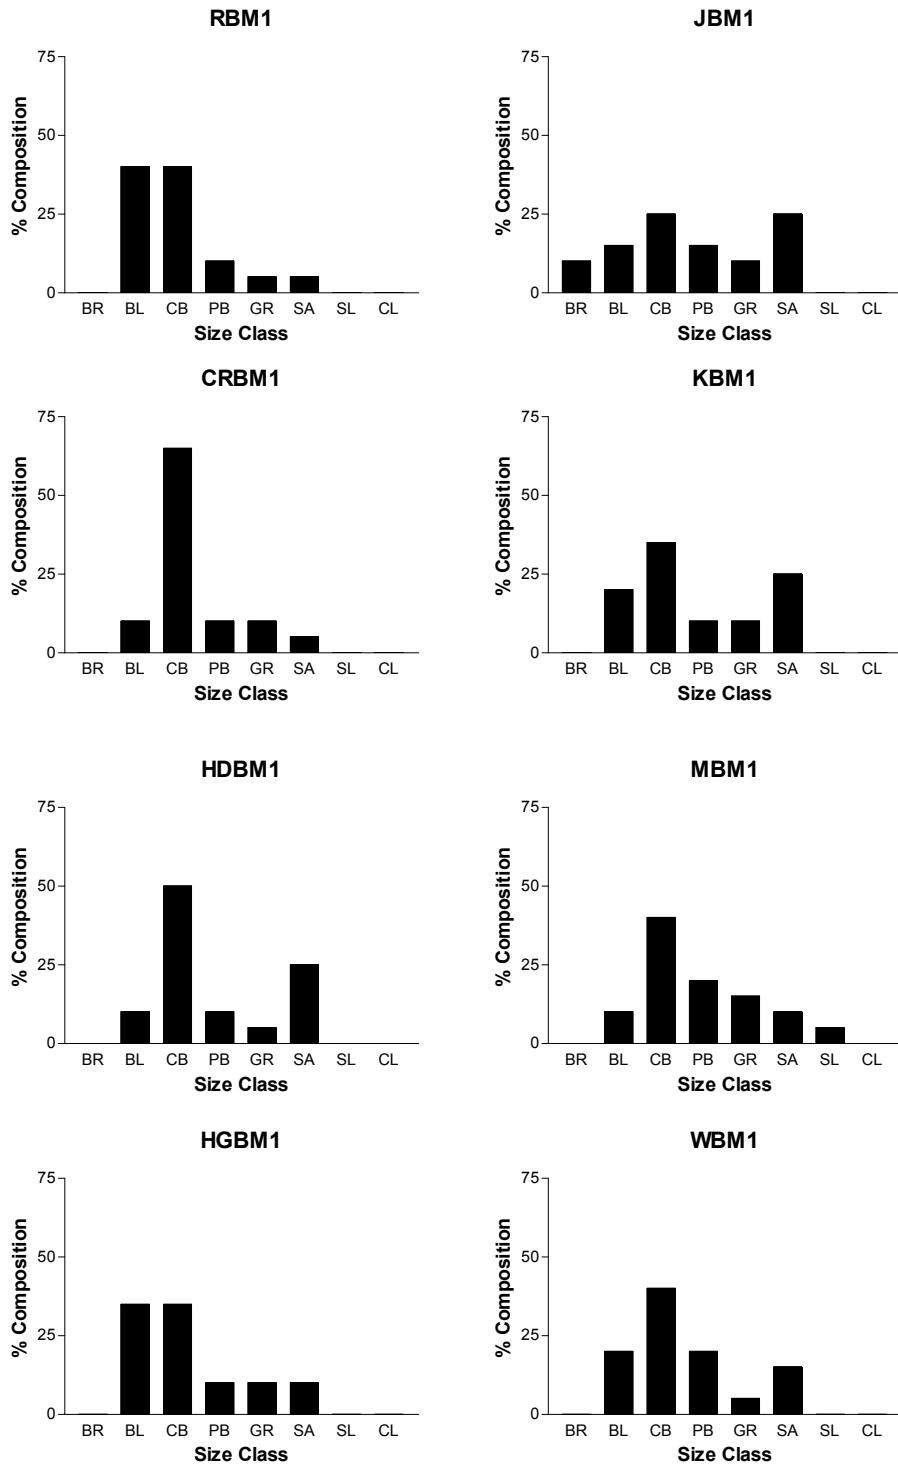 RBM1
% Composition
75
50
25
0
BR BL CB PB GR SA SL CL
Size Class
JBM1
% Composition
75
50
25
0
BR BL CB PB GR SA SL CL
Size Class
CRBM1
% Composition
75
50
25
0
BR BL CB PB GR SA SL CL
Size Class
KBM1
% Composition
75
50
25
0
BR BL CB PB GR SA SL CL
Size Class
HDBM1
% Composition
75
50
25
0
BR BL CB PB GR SA SL CL
Size Class
MBM1
% Composition
75
50
25
0
BR BL CB PB GR SA SL CL
Size Class
HGBM1
% Composition
75
50
25
0
BR BL CB PB GR SA SL CL
Size Class
WBM1
% Composition
75
50
25
0
BR BL CB PB GR SA SL CL
Size Class